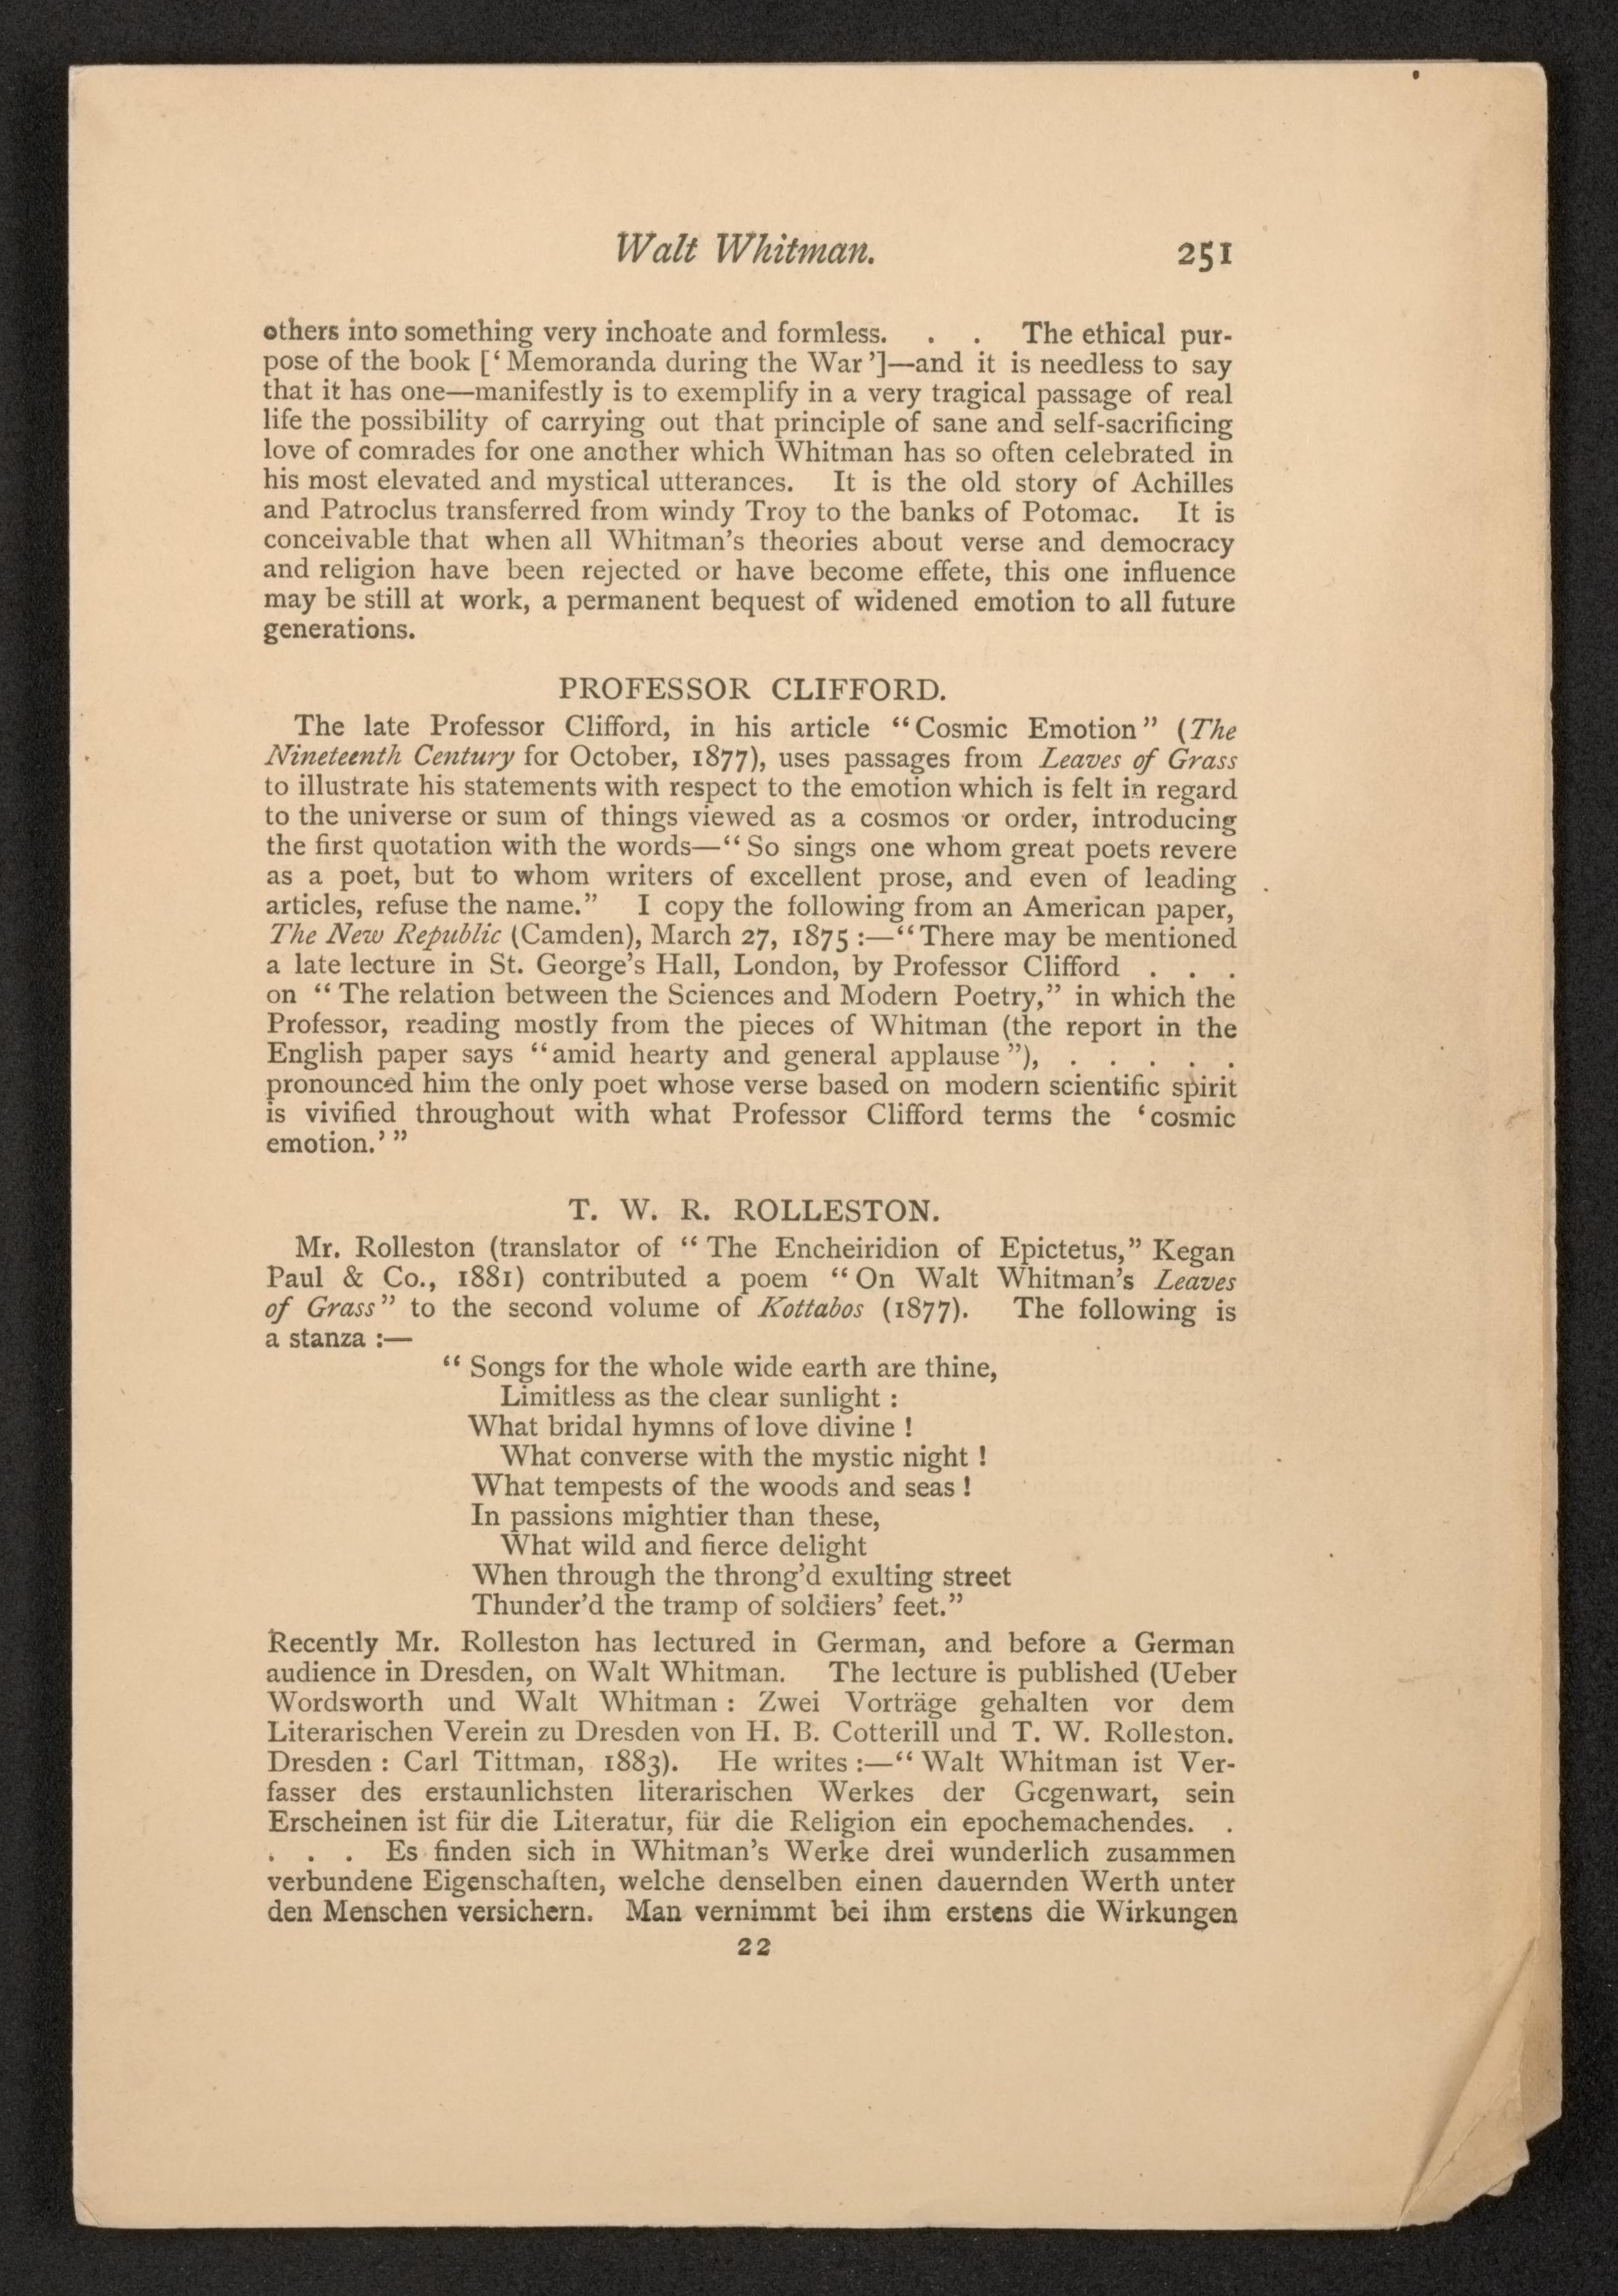 Walt Whitman. 251
others into something very inchoate and formless. . . The ethical pur-
pose of the book [‘Memoranda during the War’]—and it is needless to say
that it has one—manifestly is to exemplify in a very tragical passage of real
life the possibility of carrying out that principle of sane and self-sacrificing
love of comrades for one another which Whitman has so often celebrated in
his most elevated and mystical utterances. It is the old story of Achilles
and Patroclus transferred from windy Troy to the banks of Potomac. It is
conceivable that when all Whitman’s theories about verse and democracy
and religion have been rejected or have become effete, this one influence
may be still at work, a permanent bequest of widened emotion to all future
generations.
PROFESSOR CLIFFORD.
The late Professor Clifford, in his article “Cosmic Emotion” (The
Nineteenth Century for October, 1877), uses passages from Leaves of Grass
to illustrate his statements with respect to the emotion which is felt in regard
to the universe or sum of things viewed as a cosmos or order, introducing
the first quotation with the words—“So sings one whom great poets revere
as a poet, but to whom writers of excellent prose, and even of leading
articles, refuse the name.” I copy the following from an American paper,
The New Republic (Camden), March 27, 1875 :—“There may be mentioned
a late lecture in St. George’s Hall, London, by Professor Clifford . . .
on “The relation between the Sciences and Modern Poetry,” in which the
Professor, reading mostly from the pieces of Whitman (the report in the
English paper says “amid hearty and general applause”), . . . . .
pronounced him the only poet whose verse based on modern scientific spirit
is vivified throughout with what Professor Clifford terms the ‘cosmic
emotion.’”
T. W. R. ROLLESTON.
Mr. Rolleston (translator of “The Encheiridion of Epictetus,” Kegan
Paul & Co., 1881) contributed a poem “On Walt Whitman’s Leaves
of Grass” to the second volume of Kottabos (1877). The following is
a stanza :—
“Songs for the whole wide earth are thine,
Limitless as the clear sunlight :
What bridal hymns of love divine !
What converse with the mystic night !
What tempests of the woods and seas !
In passions mightier than these,
What wild and fierce delight
When through the throng’d exulting street
Thunder’d the tramp of soldiers’ feet.”
Recently Mr. Rolleston has lectured in German, and before a German
audience in Dresden, on Walt Whitman. The lecture is published (Ueber
Wordsworth und Walt Whitman : Zwei Vorträge gehalten vor dem
Literarischen Verein zu Dresden von H. B. Cotterill und T. W. Rolleston.
Dresden : Carl Tittman, 1883). He writes :—“Walt Whitman ist Ver-
fasser des erstaunlichsten literarischen Werkes der Gegenwart, sein
Erscheinen ist für die Literatur, für die Religion ein epochemachendes. .
. . . Es finden sich in Whitman’s Werke drei wunderlich zusammen
verbundene Eigenschaften, welche denselben einen dauernden Werth unter
den Menschen versichern. Man vernimmt bei ihm erstens die Wirkungen
22